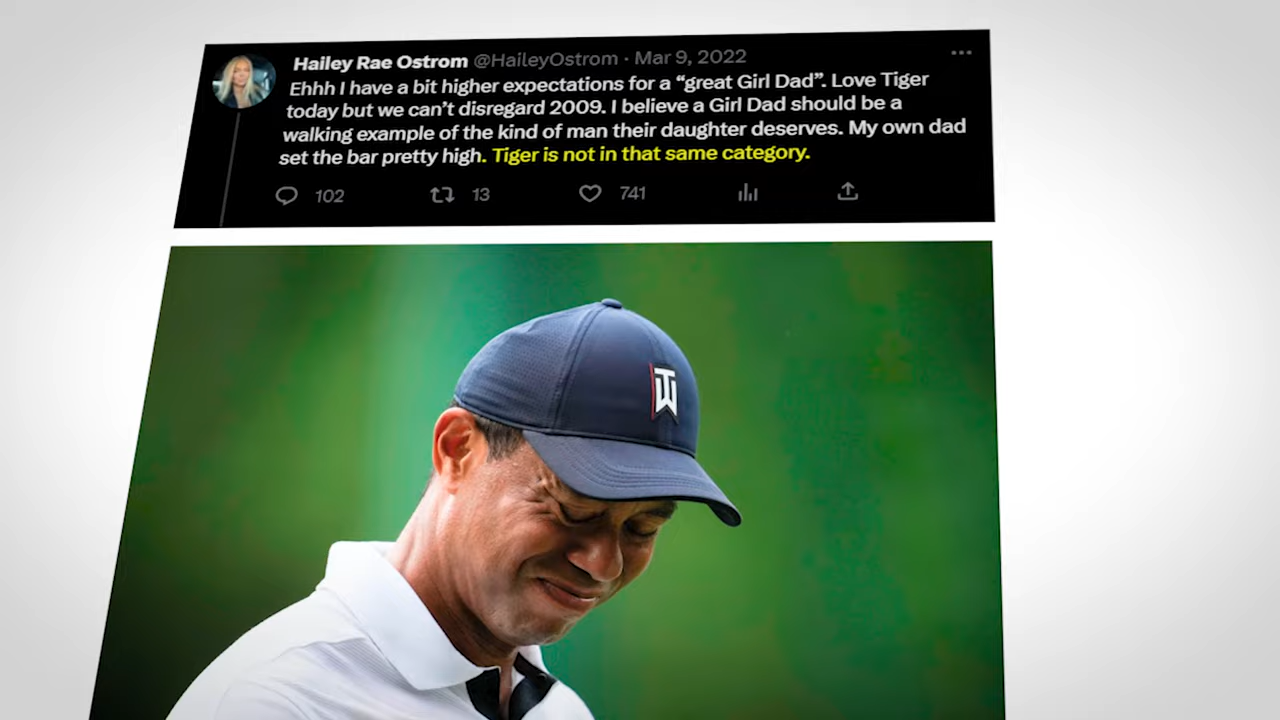 Hailey Rae Ostrom @HaileyOstrom · Mar 9, 2022
Ehhh I have a bit higher expectations for a “great Girl Dad”. Love Tiger
today but we can’t disregard 2009. I believe a Girl Dad should be a
walking example of the kind of man their daughter deserves. My own dad
set the bar pretty high. Tiger is not in that same category.
102 13 741
TW